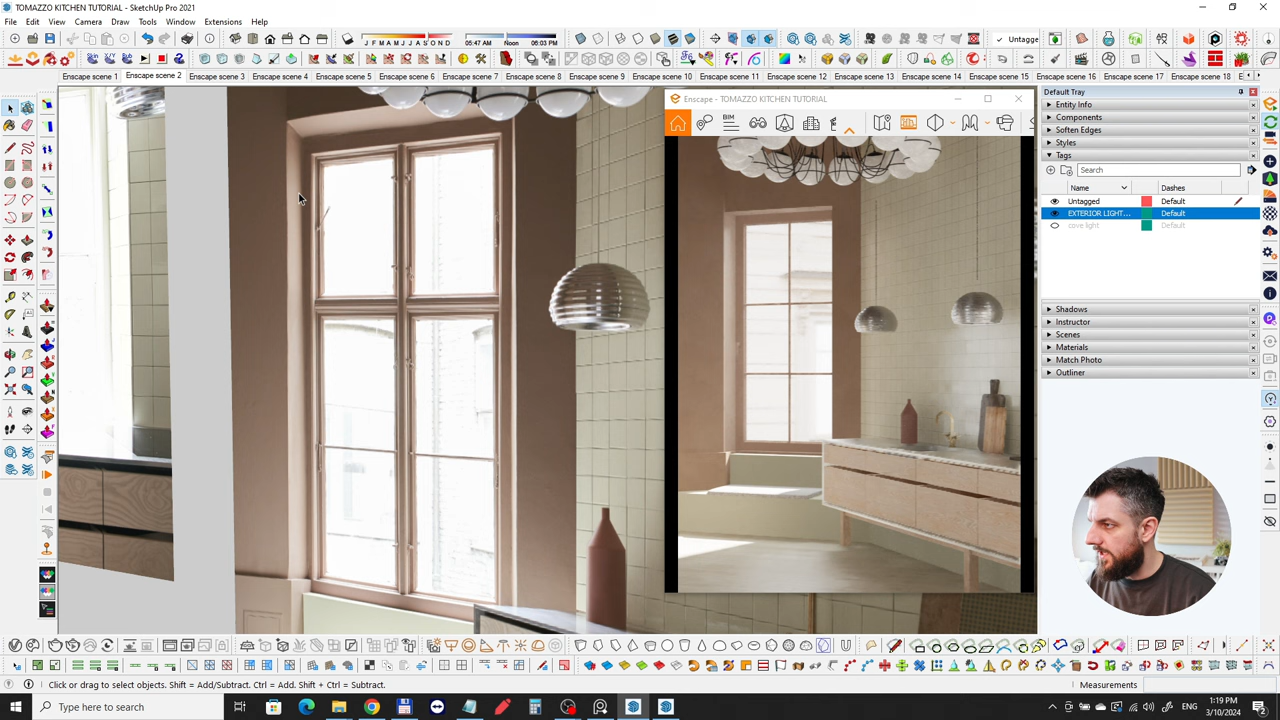 TOMAZZO KITCHEN TUTORIAL - SketchUp Pro 2021
File Edit View Camera Draw Tools Window Extensions Help
J F M A M J J A S O N D
05:47 AM Noon 06:03 PM
Untagge
Enscape scene 1 Enscape scene 2 Enscape scene 3 Enscape scene 4 Enscape scene 5 Enscape scene 6 Enscape scene 7 Enscape scene 8 Enscape scene 9 Enscape scene 10 Enscape scene 11 Enscape scene 12 Enscape scene 13 Enscape scene 14 Enscape scene 15 Enscape scene 16 Enscape scene 17 Enscape scene 18
Enscape - TOMAZZO KITCHEN TUTORIAL
BIM
Default Tray
Entity Info
Components
Soften Edges
Styles
Tags
Search
Name Dashes
Untagged Default
EXTERIOR LIGHT... Default
cove light Default
Shadows
Instructor
Scenes
Materials
Match Photo
Outliner
Click or drag to select objects. Shift = Add/Subtract. Ctrl = Add. Shift + Ctrl = Subtract.
Measurements
Type here to search
ENG
1:19 PM
3/10/2024